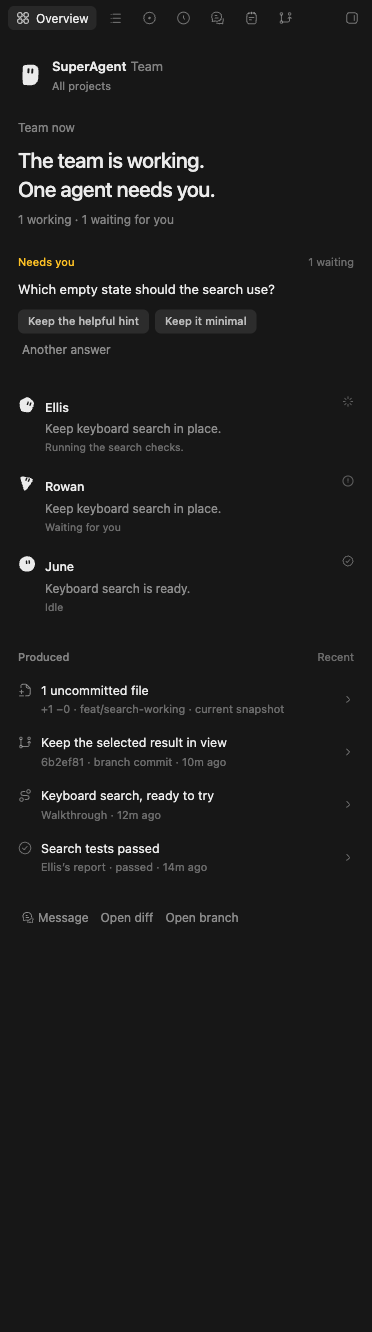 Overview
SuperAgent Team
All projects
Team now
The team is working.
One agent needs you.
1 working · 1 waiting for you
Needs you 1 waiting
Which empty state should the search use?
Keep the helpful hint Keep it minimal
Another answer
Ellis
Keep keyboard search in place.
Running the search checks.
Rowan
Keep keyboard search in place.
Waiting for you
June
Keyboard search is ready.
Idle
Produced Recent
1 uncommitted file
+1 −0 · feat/search-working · current snapshot
Keep the selected result in view
6b2ef81 · branch commit · 10m ago
Keyboard search, ready to try
Walkthrough · 12m ago
Search tests passed
Ellis's report · passed · 14m ago
Message Open diff Open branch